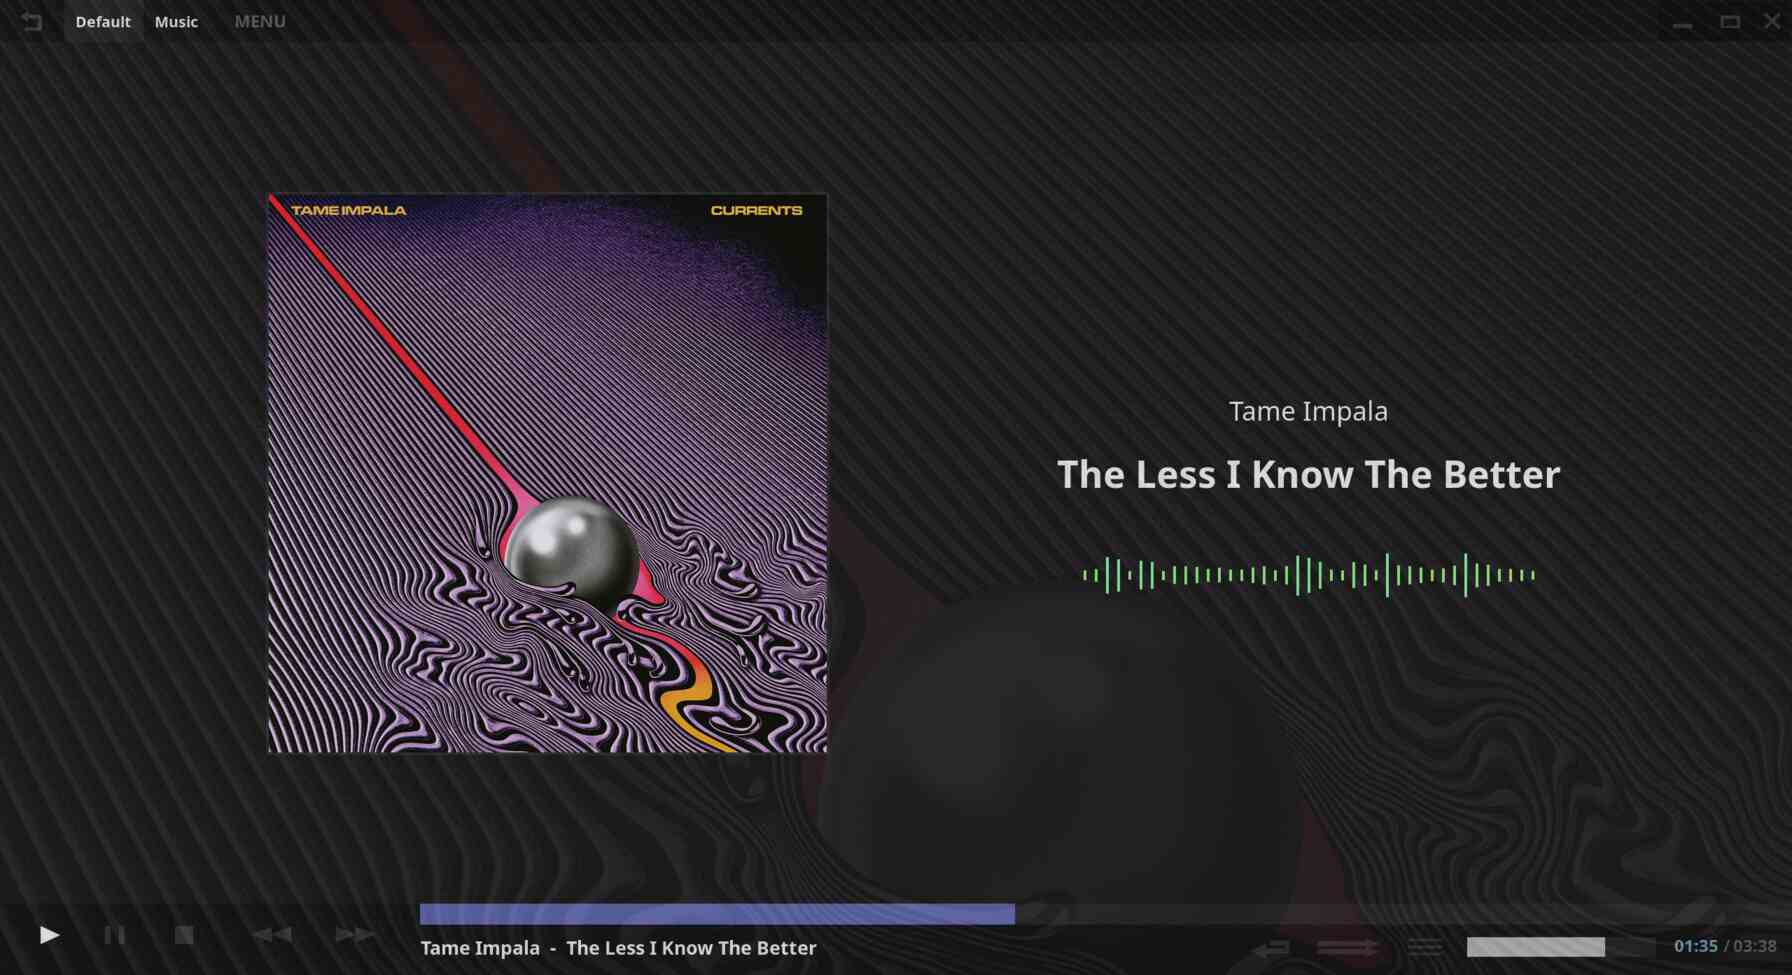 Default Music MENU
TAME IMPALA CURRENTS
Tame Impala
The Less I Know The Better
Tame Impala - The Less I Know The Better
01:35 / 03:38